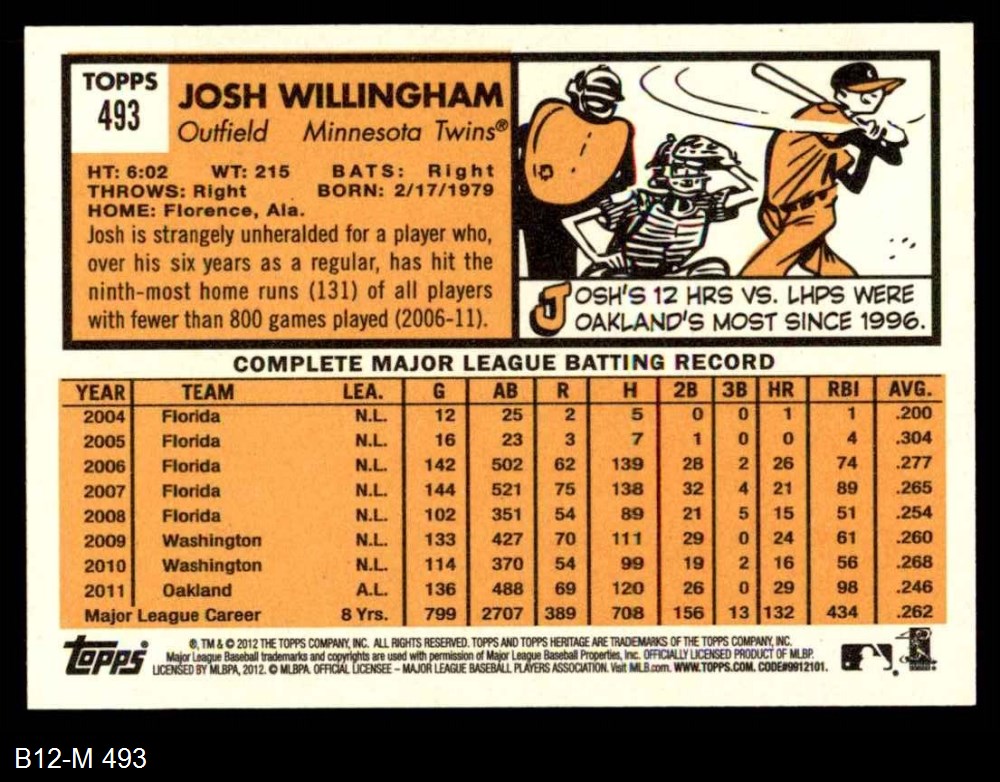 TOPPS
493
JOSH WILLINGHAM
Outfield Minnesota Twins®
HT: 6:02 WT: 215 BATS: Right
THROWS: Right BORN: 2/17/1979
HOME: Florence, Ala.
Josh is strangely unheralded for a player who,
over his six years as a regular, has hit the
ninth-most home runs (131) of all players
with fewer than 800 games played (2006-11).
JOSH'S 12 HRS VS. LHPS WERE
OAKLAND'S MOST SINCE 1996.
COMPLETE MAJOR LEAGUE BATTING RECORD
YEAR TEAM LEA. G AB R H 2B 3B HR RBI AVG.
2004 Florida N.L. 12 25 2 5 0 0 1 1 .200
2005 Florida N.L. 16 23 3 7 1 0 0 4 .304
2006 Florida N.L. 142 502 62 139 28 2 26 74 .277
2007 Florida N.L. 144 521 75 138 32 4 21 89 .265
2008 Florida N.L. 102 351 54 89 21 5 15 51 .254
2009 Washington N.L. 133 427 70 111 29 0 24 61 .260
2010 Washington N.L. 114 370 54 99 19 2 16 56 .268
2011 Oakland A.L. 136 488 69 120 26 0 29 98 .246
Major League Career 8 Yrs. 799 2707 389 708 156 13 132 434 .262
Topps
®, TM & © 2012 THE TOPPS COMPANY, INC. ALL RIGHTS RESERVED. TOPPS AND TOPPS HERITAGE ARE TRADEMARKS OF THE TOPPS COMPANY, INC.
Major League Baseball trademarks and copyrights are used with permission of Major League Baseball Properties, Inc. OFFICIALLY LICENSED PRODUCT OF MLBP.
LICENSED BY MLBPA, 2012. © MLBPA. OFFICIAL LICENSEE – MAJOR LEAGUE BASEBALL PLAYERS ASSOCIATION. Visit MLB.com. WWW.TOPPS.COM. CODE#9912101.
B12-M 493